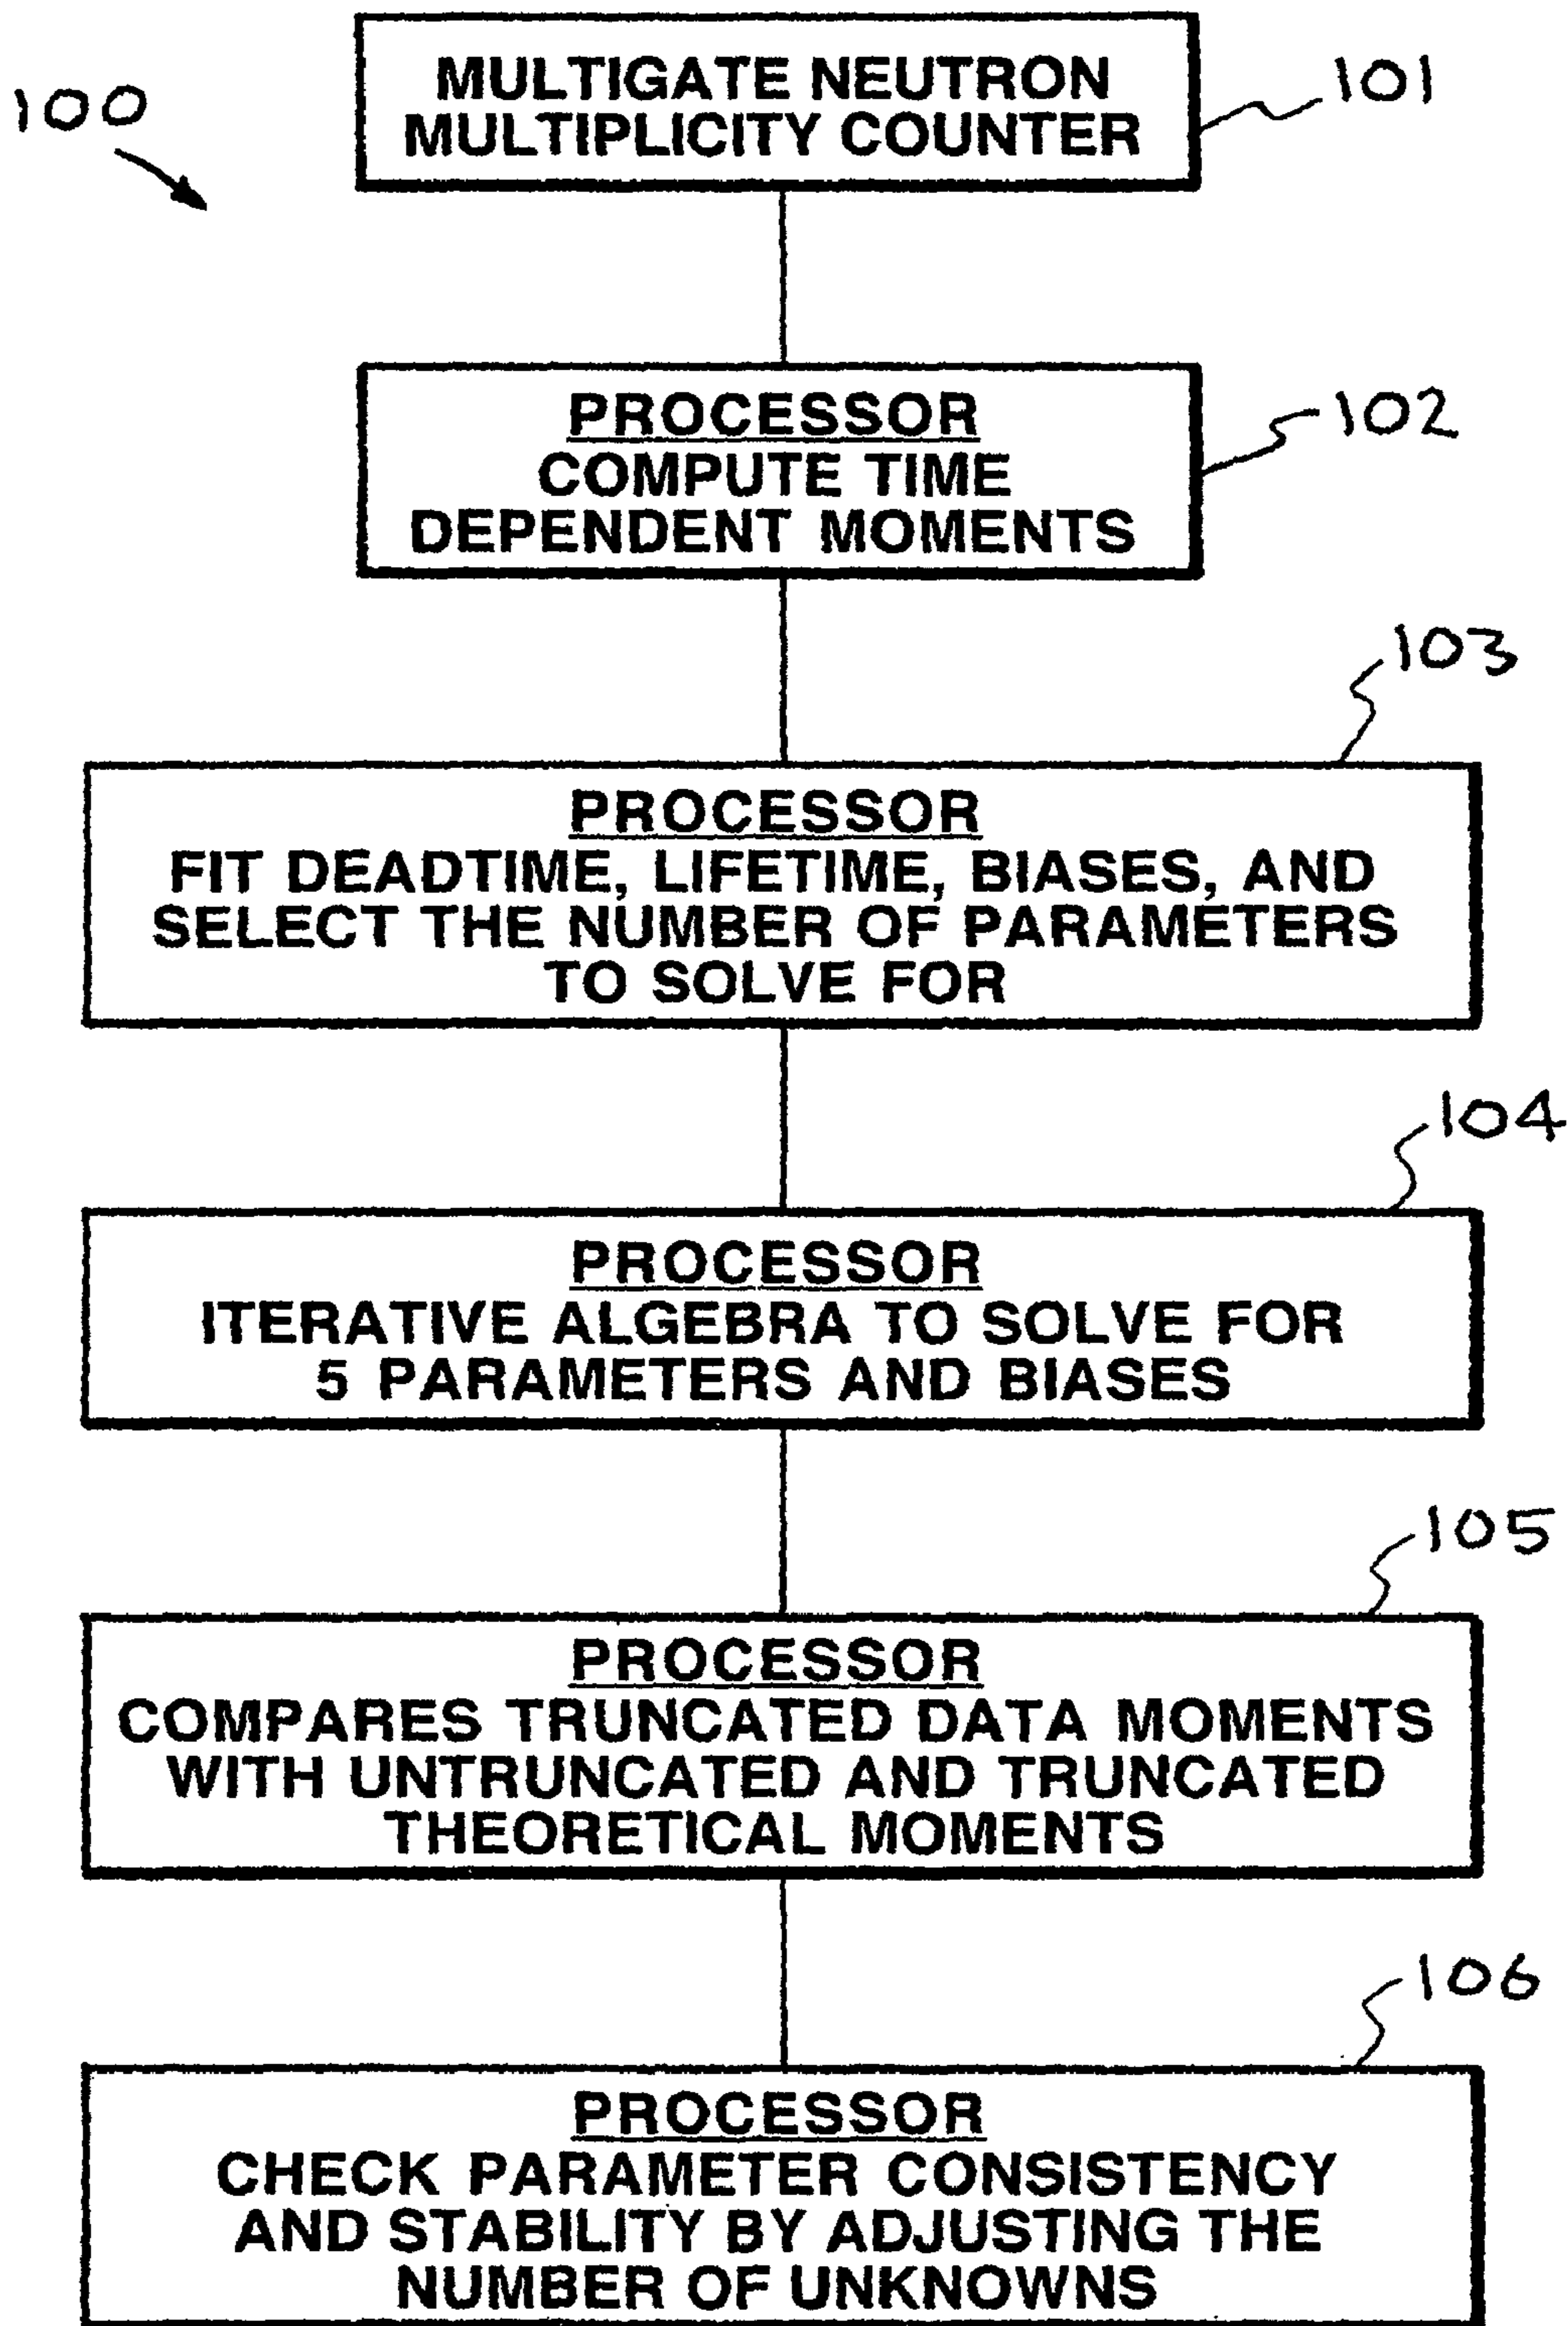 100
MULTIGATE NEUTRON
MULTIPLICITY COUNTER
101
PROCESSOR
COMPUTE TIME
DEPENDENT MOMENTS
102
103
PROCESSOR
FIT DEADTIME, LIFETIME, BIASES, AND
SELECT THE NUMBER OF PARAMETERS
TO SOLVE FOR
104
PROCESSOR
ITERATIVE ALGEBRA TO SOLVE FOR
5 PARAMETERS AND BIASES
105
PROCESSOR
COMPARES TRUNCATED DATA MOMENTS
WITH UNTRUNCATED AND TRUNCATED
THEORETICAL MOMENTS
106
PROCESSOR
CHECK PARAMETER CONSISTENCY
AND STABILITY BY ADJUSTING THE
NUMBER OF UNKNOWNS